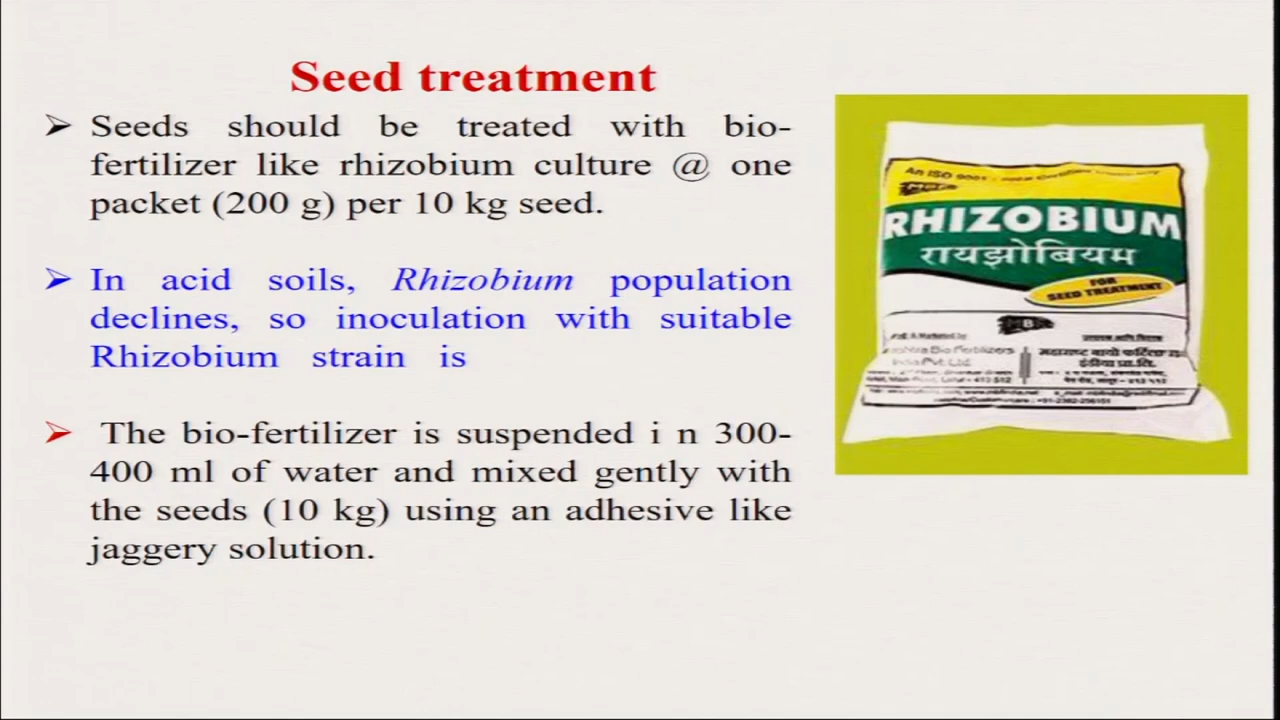 Seed treatment
➢ Seeds should be treated with bio-
fertilizer like rhizobium culture @ one
packet (200 g) per 10 kg seed.
➢ In acid soils, Rhizobium population
declines, so inoculation with suitable
Rhizobium strain is
➢ The bio-fertilizer is suspended i n 300-
400 ml of water and mixed gently with
the seeds (10 kg) using an adhesive like
jaggery solution.
An ISO 9001
RHIZOBIUM
रायझोबियम
FOR
SEED TREATMENT